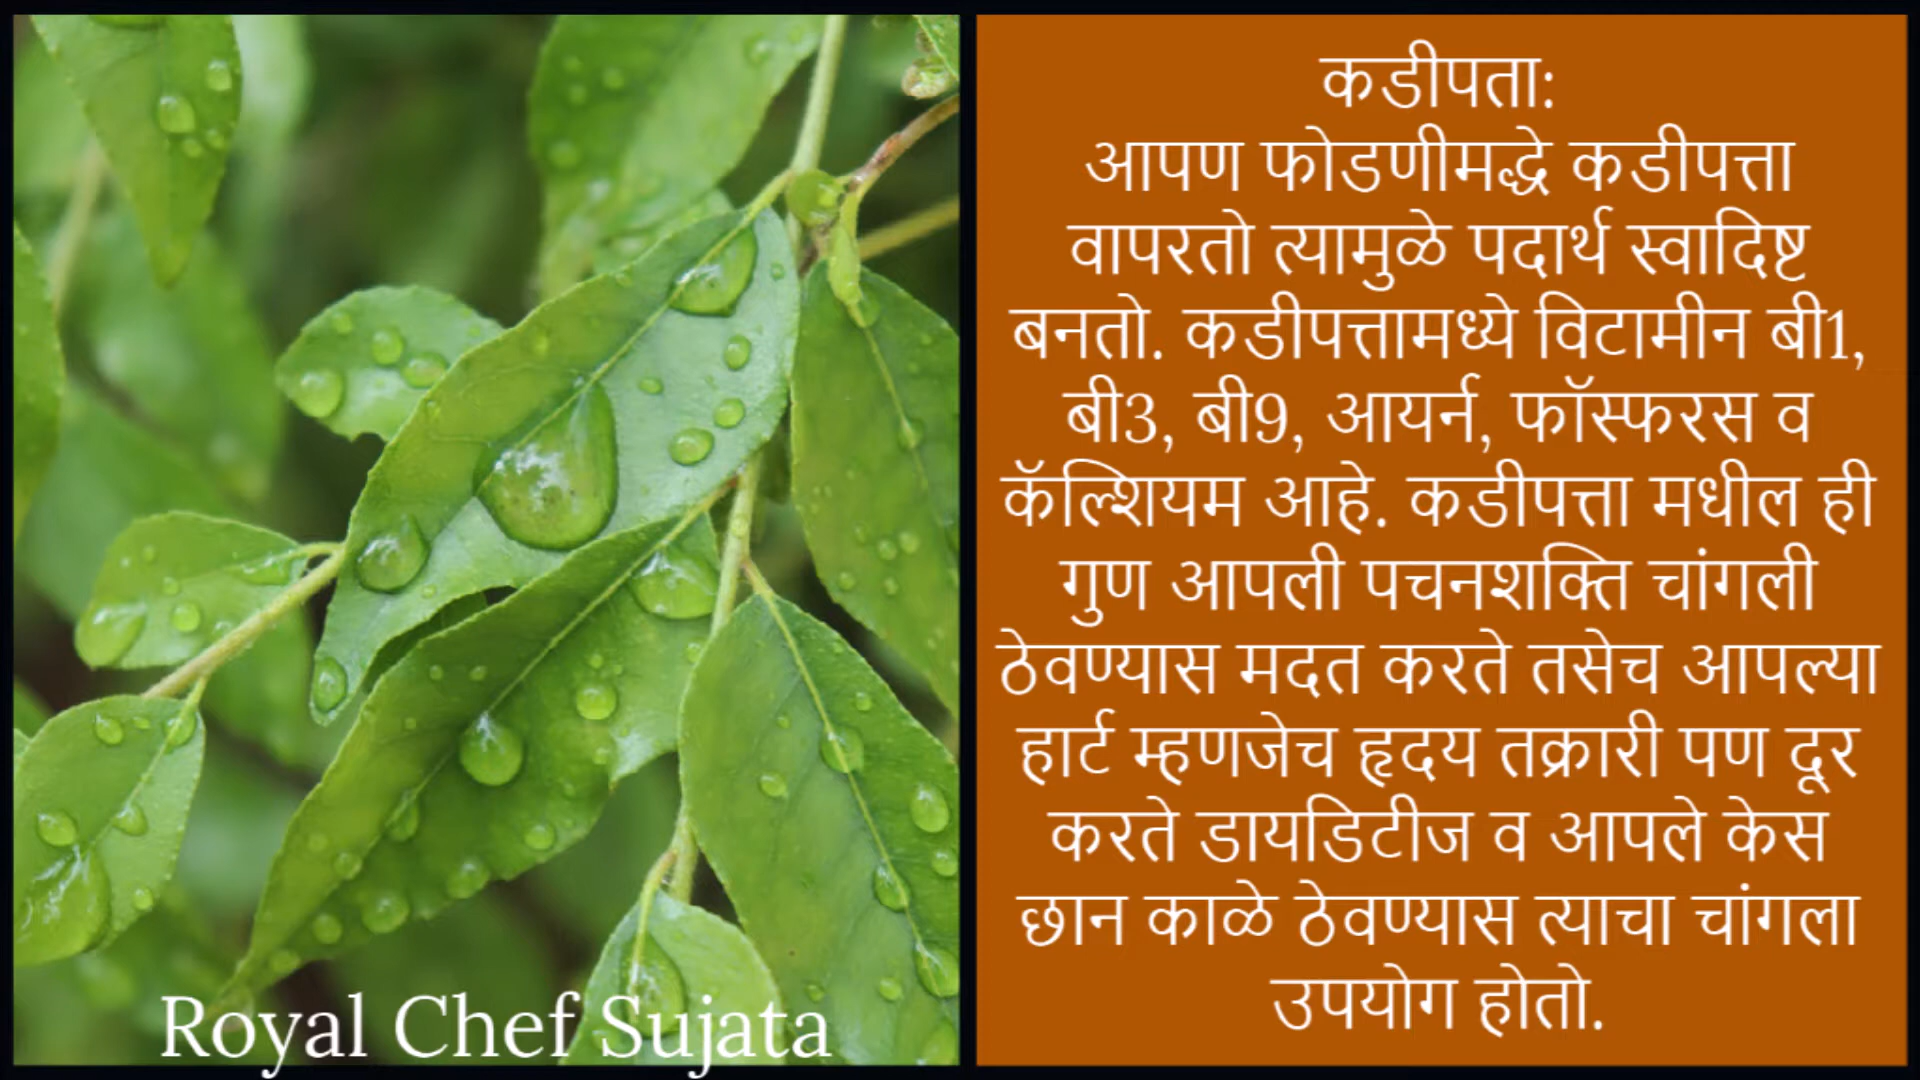 कडीपता:
आपण फोडणीमद्धे कडीपत्ता
वापरतो त्यामुळे पदार्थ स्वादिष्ट
बनतो. कडीपत्तामध्ये विटामीन बी1,
बी3, बी9, आयर्न, फॉस्फरस व
कॅल्शियम आहे. कडीपत्ता मधील ही
गुण आपली पचनशक्ति चांगली
ठेवण्यास मदत करते तसेच आपल्या
हार्ट म्हणजेच हृदय तक्रारी पण दूर
करते डायडिटीज व आपले केस
छान काळे ठेवण्यास त्याचा चांगला
उपयोग होतो.
Royal Chef Sujata